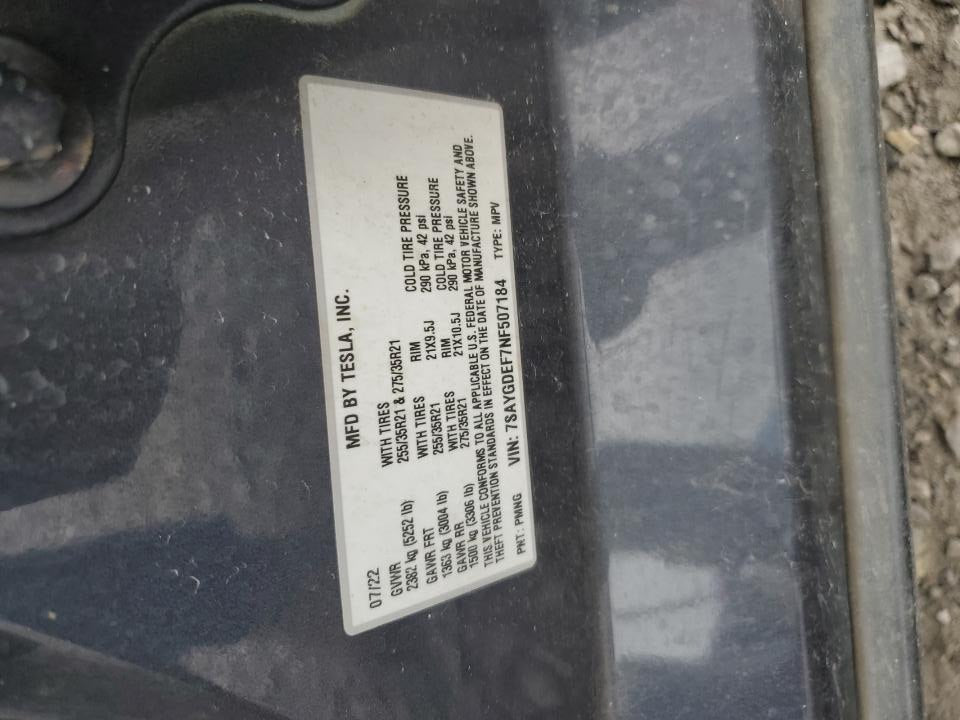 MFD BY TESLA, INC.
07/22
GVWR WITH TIRES COLD TIRE PRESSURE
2382 kg (5252 lb) 255/35R21 & 275/35R21
GAWR FRT WITH TIRES RIM 290 kPa, 42 psi
1363 kg (3004 lb) 255/35R21 21X9.5J COLD TIRE PRESSURE
GAWR RR WITH TIRES RIM 290 kPa, 42 psi
1500 kg (3306 lb) 275/35R21 21X10.5J
THIS VEHICLE CONFORMS TO ALL APPLICABLE U.S. FEDERAL MOTOR VEHICLE SAFETY AND
THEFT PREVENTION STANDARDS IN EFFECT ON THE DATE OF MANUFACTURE SHOWN ABOVE.
PNT: PMNG VIN: 7SAYGDEF7NF507184 TYPE: MPV